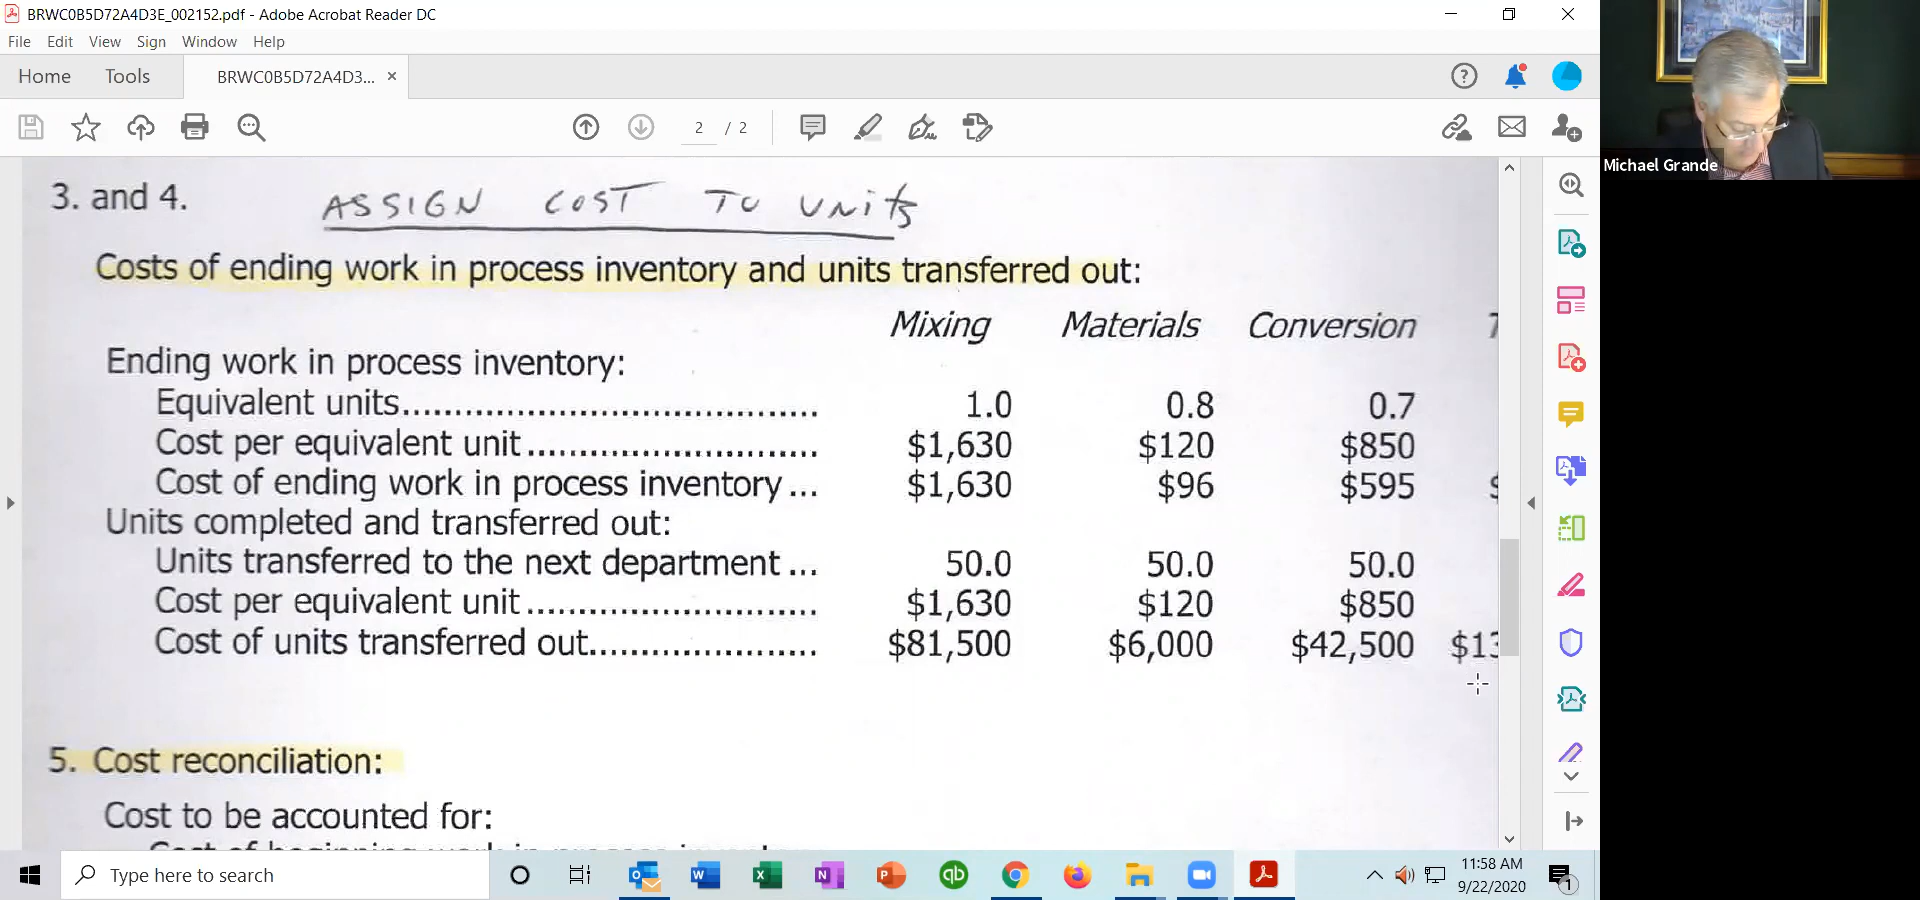 BRWC0B5D72A4D3E_002152.pdf - Adobe Acrobat Reader DC
File Edit View Sign Window Help
Home Tools BRWC0B5D72A4D3... ×
2 / 2
Michael Grande
3. and 4. ASSIGN COST TO UNITS
Costs of ending work in process inventory and units transferred out:
Mixing Materials Conversion
Ending work in process inventory:
Equivalent units........................................ 1.0 0.8 0.7
Cost per equivalent unit............................ $1,630 $120 $850
Cost of ending work in process inventory... $1,630 $96 $595
Units completed and transferred out:
Units transferred to the next department... 50.0 50.0 50.0
Cost per equivalent unit............................ $1,630 $120 $850
Cost of units transferred out...................... $81,500 $6,000 $42,500 $13
5. Cost reconciliation:
Cost to be accounted for:
Type here to search
11:58 AM
9/22/2020
1